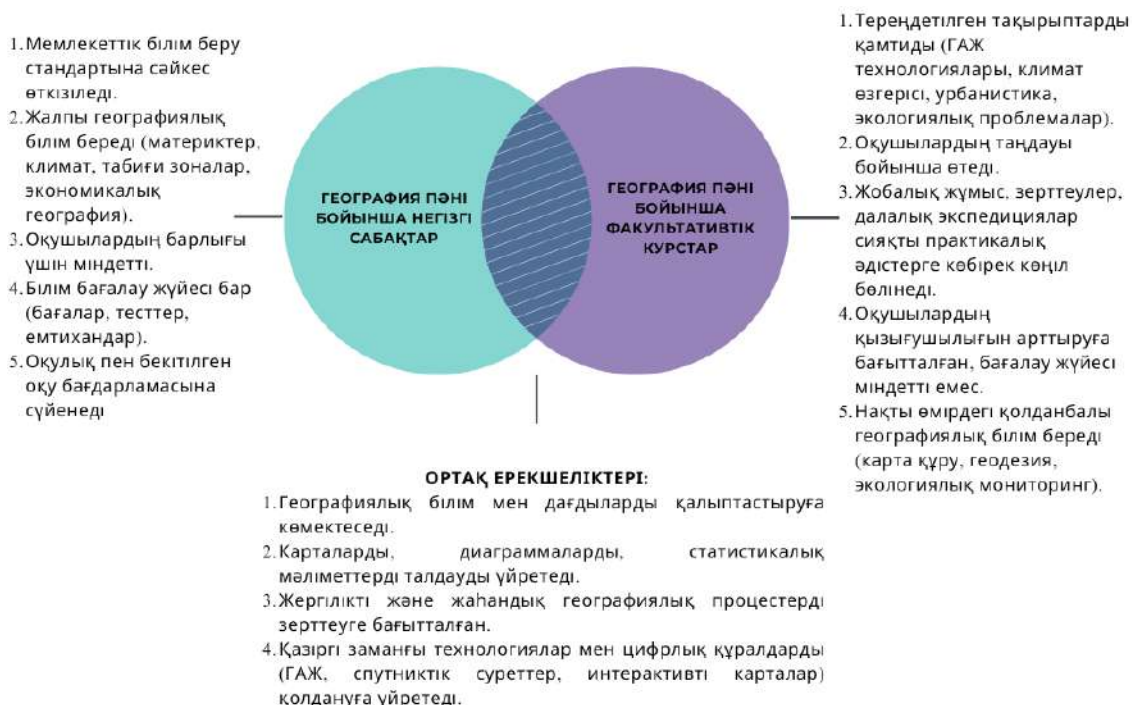 1. Мемлекеттік білім беру
стандартына сәйкес
өткізіледі.
2. Жалпы географиялық
білім береді (материктер,
климат, табиғи зоналар,
экономикалық
география).
3. Оқушылардың барлығы
үшін міндетті.
4. Білім бағалау жүйесі бар
(бағалар, тесттер,
емтихандар).
5. Оқулық пен бекітілген
оқу бағдарламасына
сүйенеді
ГЕОГРАФИЯ ПӘНІ
БОЙЫНША НЕГІЗГІ
САБАҚТАР
ГЕОГРАФИЯ ПӘНІ
БОЙЫНША
ФАКУЛЬТАТИВТІК
КУРСТАР
1. Тереңдетілген тақырыптарды
қамтиды (ГАЖ
технологиялары, климат
өзгерісі, урбанистика,
экологиялық проблемалар).
2. Оқушылардың таңдауы
бойынша өтеді.
3. Жобалық жұмыс, зерттеулер,
далалық экспедициялар
сияқты практикалық
әдістерге көбірек көңіл
бөлінеді.
4. Оқушылардың
қызығушылығын арттыруға
бағытталған, бағалау жүйесі
міндетті емес.
5. Нақты өмірдегі қолданбалы
географиялық білім береді
(карта құру, геодезия,
экологиялық мониторинг).
ОРТАҚ ЕРЕКШЕЛІКТЕРІ:
1. Географиялық білім мен дағдыларды қалыптастыруға
көмектеседі.
2. Карталарды, диаграммаларды, статистикалық
мәліметтерді талдауды үйретеді.
3. Жергілікті және жаһандық географиялық процестерді
зерттеуге бағытталған.
4. Қазіргі заманғы технологиялар мен цифрлық құралдарды
(ГАЖ, спутниктік суреттер, интерактивті карталар)
қолдануға үйретеді.